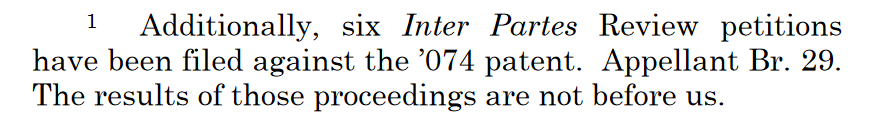 1 Additionally, six Inter Partes Review petitions
have been filed against the ’074 patent. Appellant Br. 29.
The results of those proceedings are not before us.